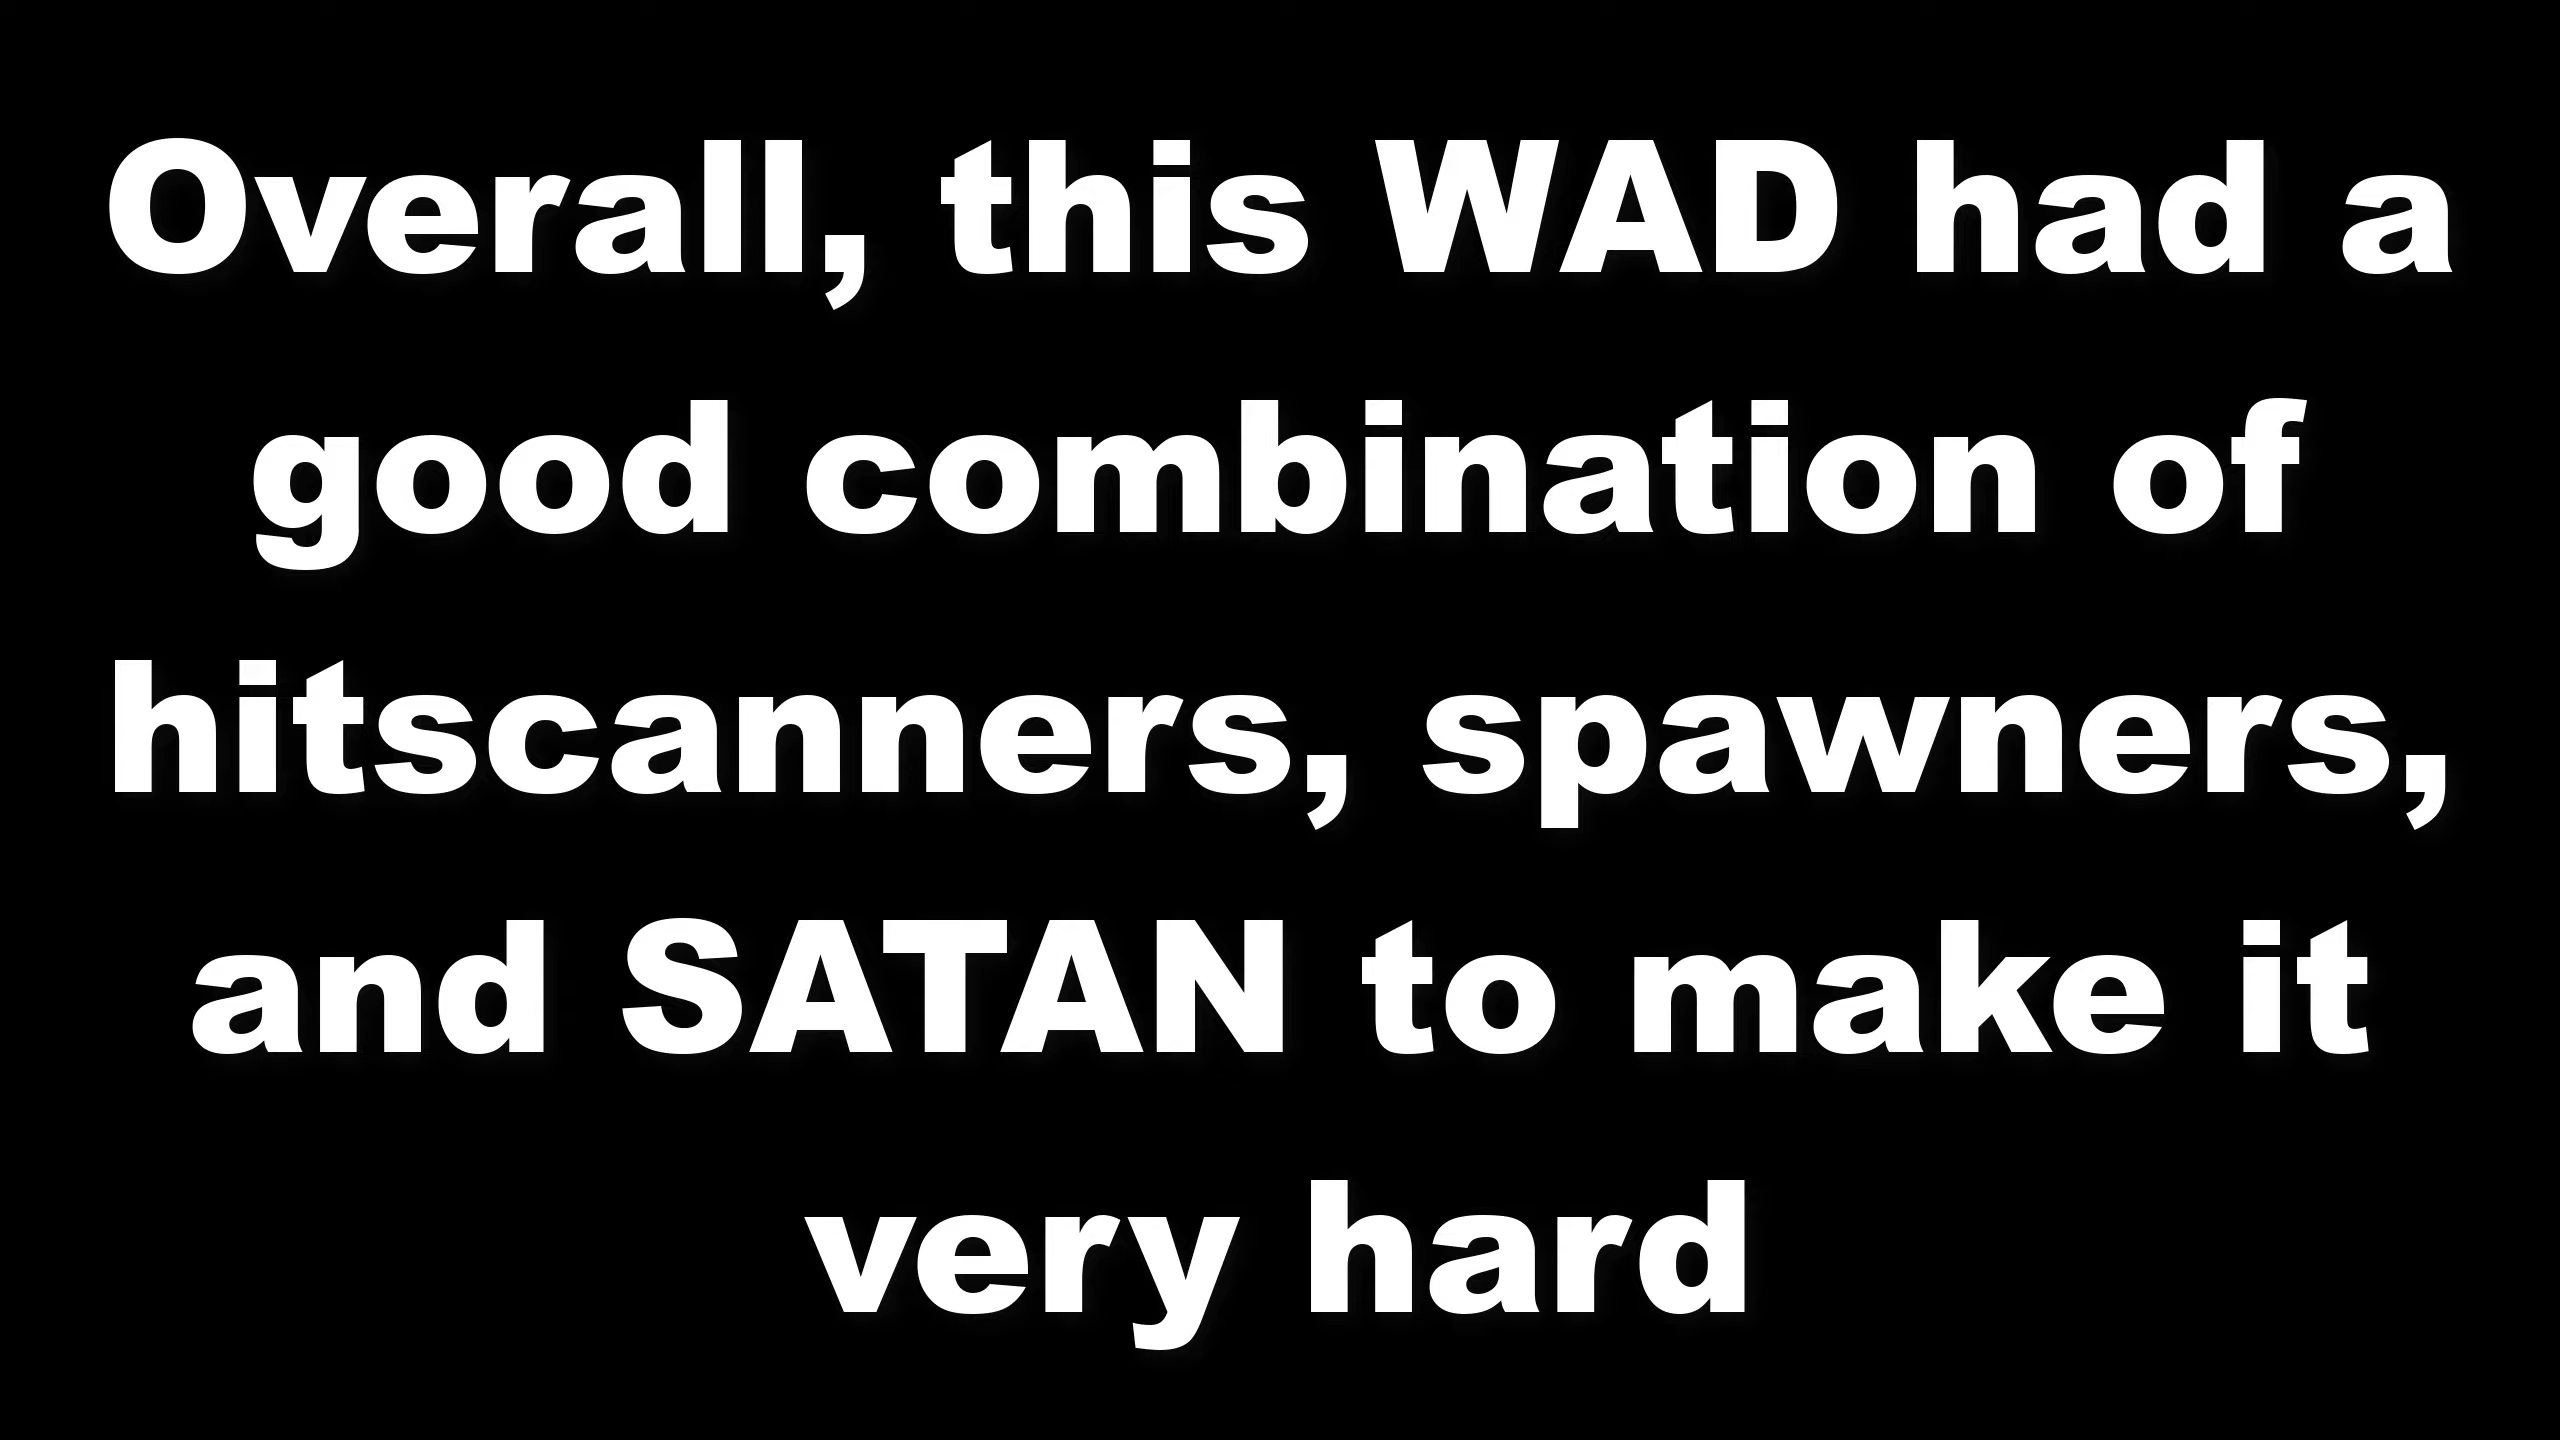 Overall, this WAD had a
good combination of
hitscanners, spawners,
and SATAN to make it
very hard